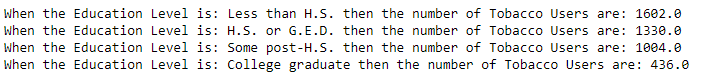 When the Education Level is: Less than H.S. then the number of Tobacco Users are: 1602.0
When the Education Level is: H.S. or G.E.D. then the number of Tobacco Users are: 1330.0
When the Education Level is: Some post-H.S. then the number of Tobacco Users are: 1004.0
When the Education Level is: College graduate then the number of Tobacco Users are: 436.0